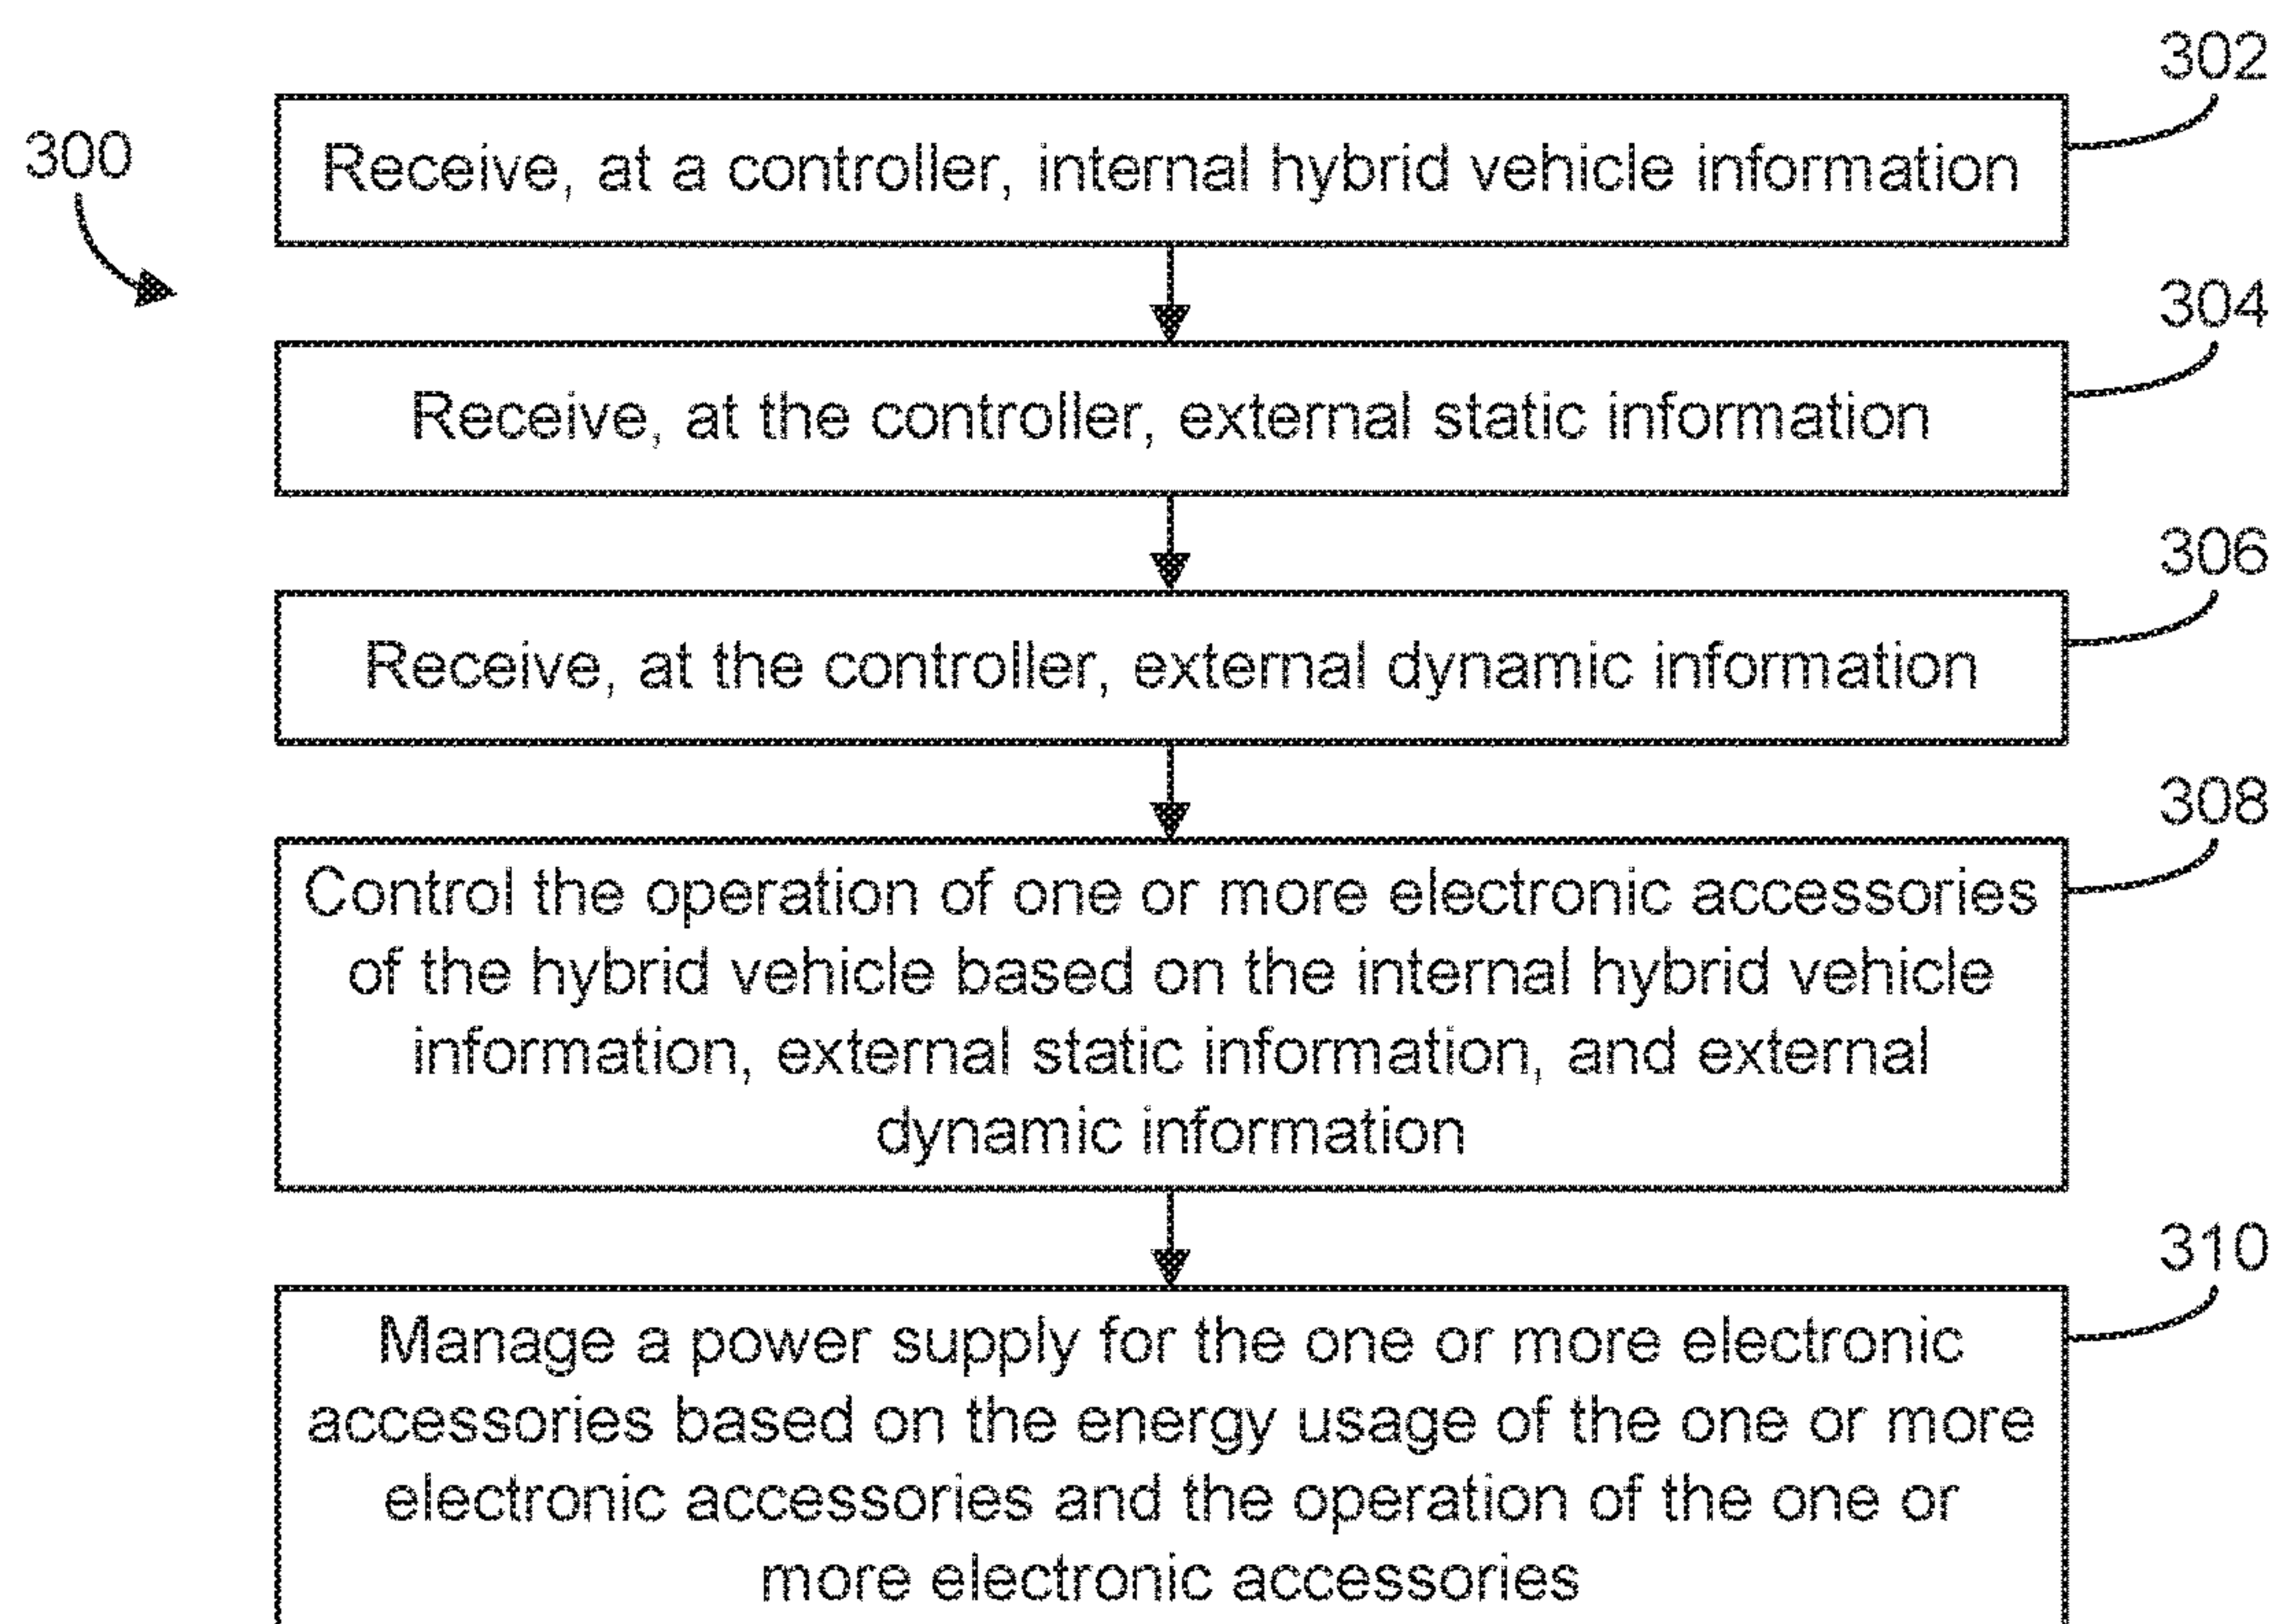 302
300
Receive, at a controller, internal hybrid vehicle information
304
Receive, at the controller, external static information
306
Receive, at the controller, external dynamic information
308
Control the operation of one or more electronic accessories
of the hybrid vehicle based on the internal hybrid vehicle
information, external static information, and external
dynamic information
310
Manage a power supply for the one or more electronic
accessories based on the energy usage of the one or more
electronic accessories and the operation of the one or
more electronic accessories